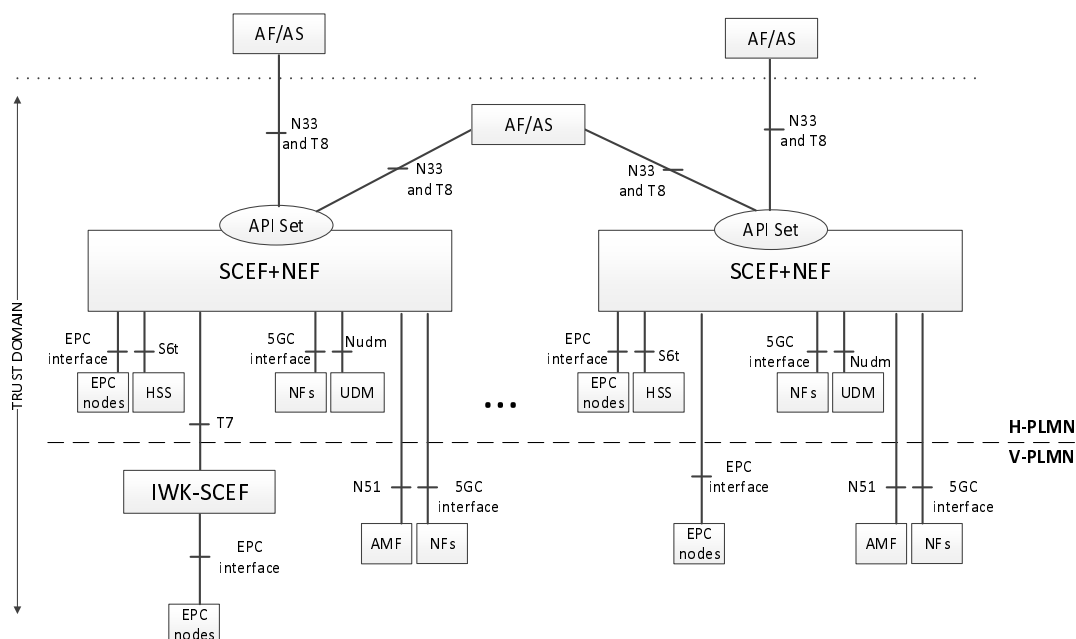 AF/AS
AF/AS
AF/AS
N33
and T8
N33
and T8
N33
and T8
N33
and T8
API Set
API Set
SCEF+NEF
SCEF+NEF
TRUST DOMAIN
EPC
interface
S6t
5GC
interface
Nudm
EPC
interface
S6t
5GC
interface
Nudm
EPC
nodes
HSS
NFs
UDM
...
EPC
nodes
HSS
NFs
UDM
T7
H-PLMN
V-PLMN
IWK-SCEF
N51
5GC
interface
EPC
interface
N51
5GC
interface
AMF
NFs
EPC
nodes
AMF
NFs
EPC
interface
EPC
nodes